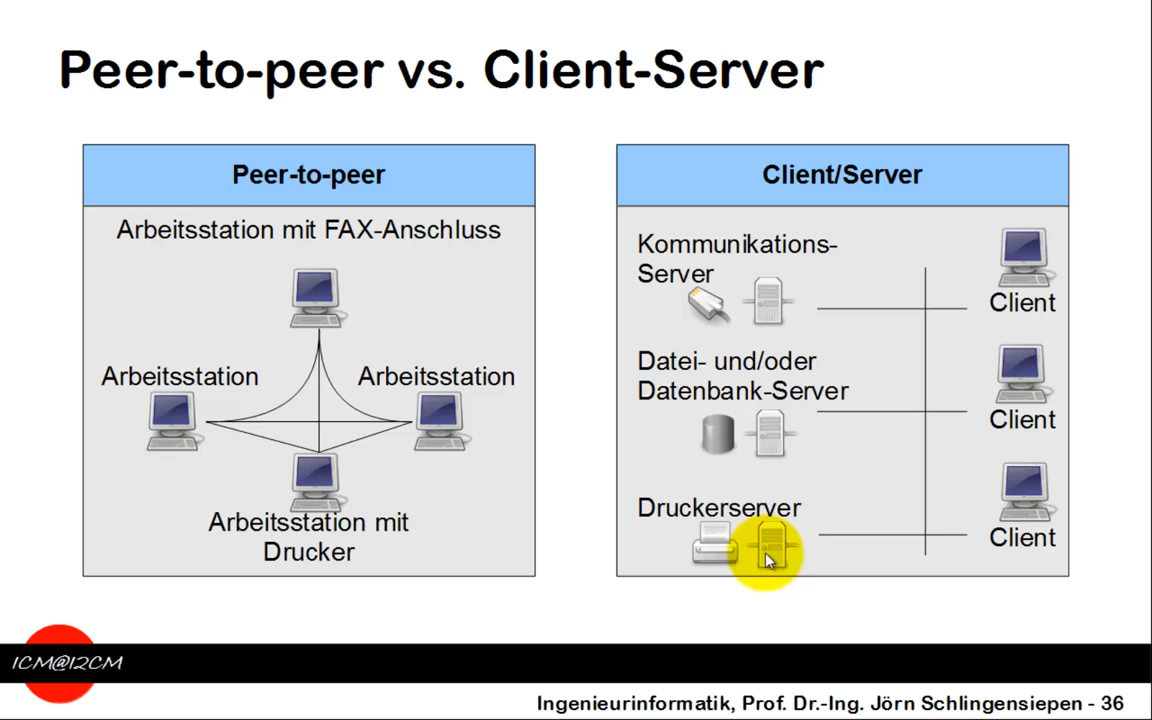 Peer-to-peer vs. Client-Server
Peer-to-peer
Arbeitsstation mit FAX-Anschluss
Arbeitsstation
Arbeitsstation
Arbeitsstation mit
Drucker
Client/Server
Kommunikations-
Server
Client
Datei- und/oder
Datenbank-Server
Client
Druckerserver
Client
1CM@12CM
Ingenieurinformatik, Prof. Dr.-Ing. Jörn Schlingensiepen - 36